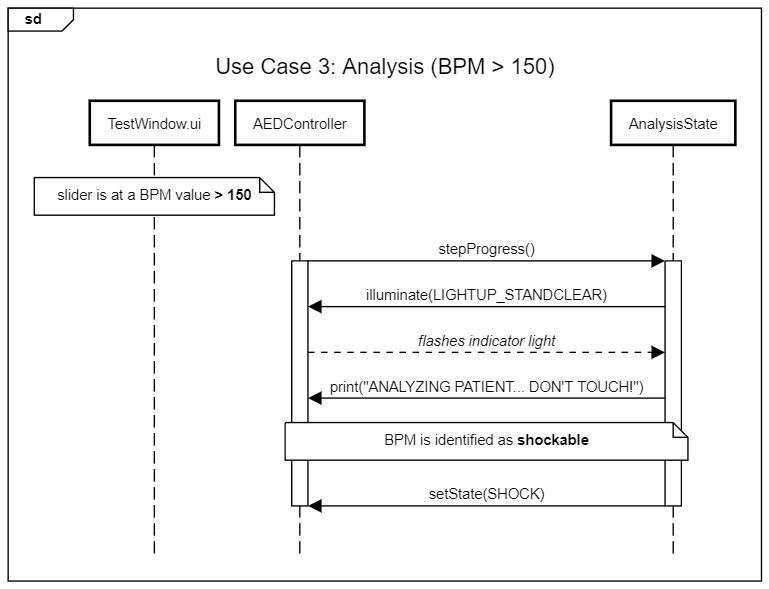 sd
Use Case 3: Analysis (BPM > 150)
TestWindow.ui
AEDController
AnalysisState
slider is at a BPM value > 150
stepProgress()
illuminate(LIGHTUP_STANDCLEAR)
flashes indicator light
print("ANALYZING PATIENT... DON'T TOUCH!")
BPM is identified as shockable
setState(SHOCK)